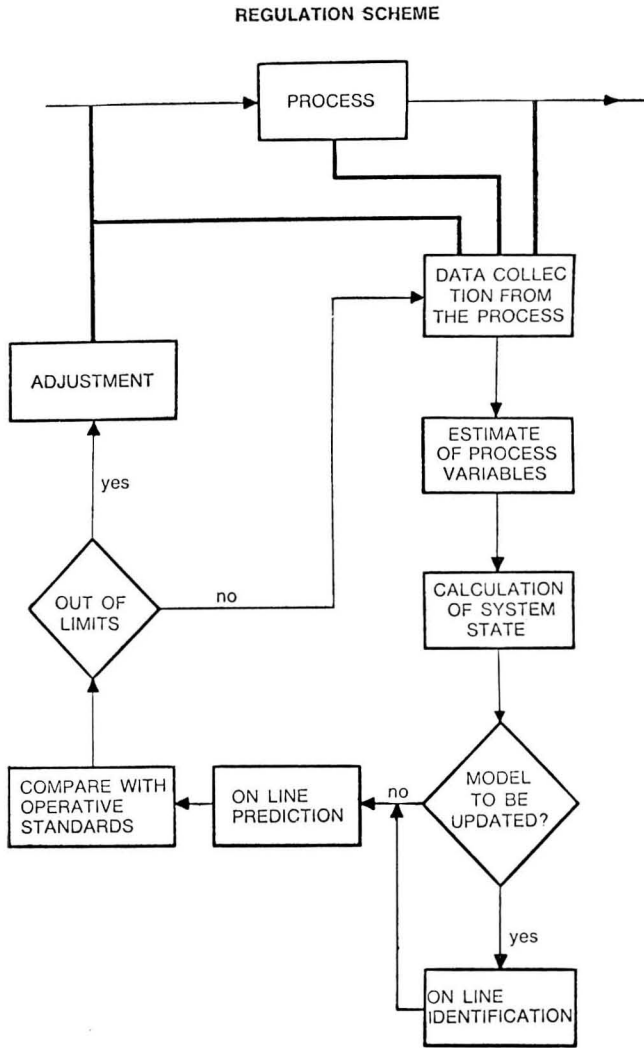 REGULATION SCHEME
PROCESS
DATA COLLEC
TION FROM
THE PROCESS
ADJUSTMENT
ESTIMATE
OF PROCESS
VARIABLES
yes
OUT OF
LIMITS
no
CALCULATION
OF SYSTEM
STATE
MODEL
TO BE
UPDATED?
no
ON LINE
PREDICTION
COMPARE WITH
OPERATIVE
STANDARDS
yes
ON LINE
IDENTIFICATION